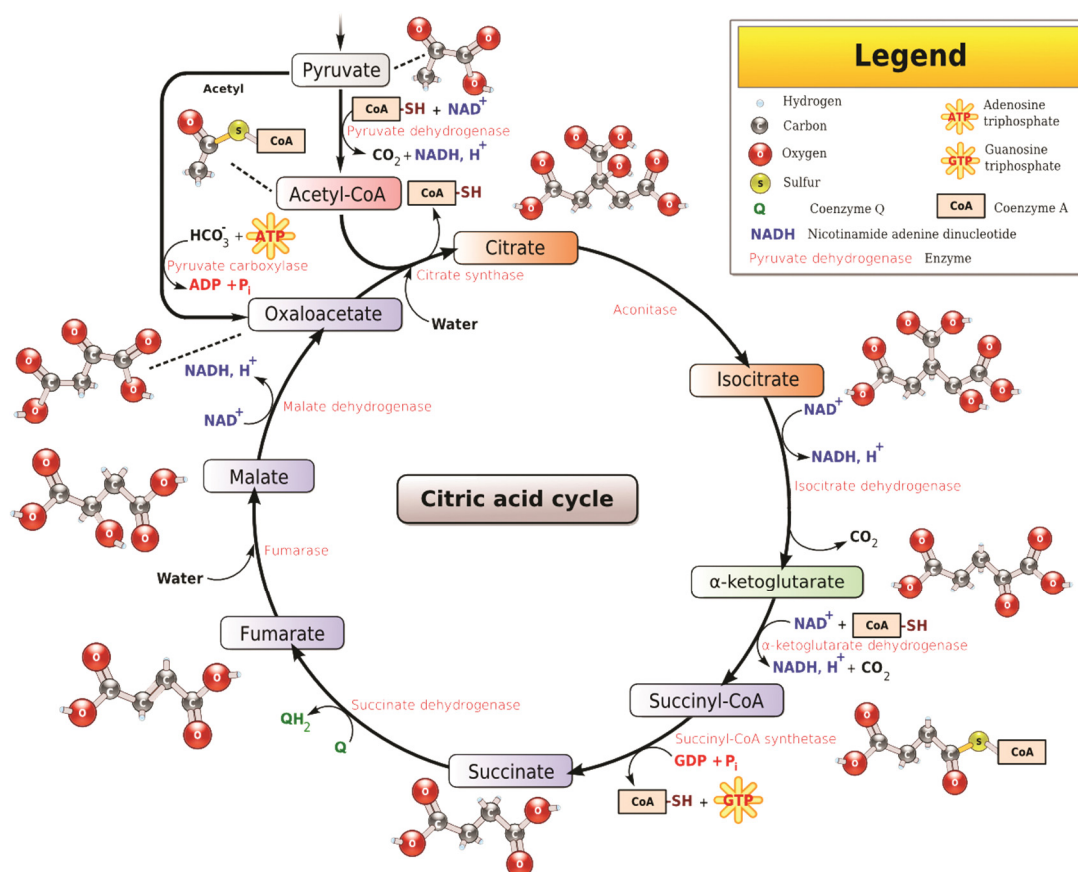 Pyruvate
Acetyl
CoA-SH + NAD+
Pyruvate dehydrogenase
CO2 + NADH, H+
S
CoA
Acetyl-CoA
CoA-SH
HCO3- + ATP
Pyruvate carboxylase
ADP + Pi
Citrate
Citrate synthase
Water
Oxaloacetate
Aconitase
Isocitrate
NAD+
NADH, H+
Isocitrate dehydrogenase
CO2
α-ketoglutarate
NAD+ + CoA-SH
α-ketoglutarate dehydrogenase
NADH, H+ + CO2
Succinyl-CoA
S
CoA
Succinyl-CoA synthetase
GDP + Pi
CoA-SH + GTP
Succinate
Succinate dehydrogenase
QH2
Q
Fumarate
Fumarase
Water
Malate
Malate dehydrogenase
NADH, H+
NAD+
Citric acid cycle
Legend
Hydrogen
C Carbon
O Oxygen
S Sulfur
Q Coenzyme Q
NADH Nicotinamide adenine dinucleotide
Pyruvate dehydrogenase Enzyme
ATP Adenosine
triphosphate
GTP Guanosine
triphosphate
CoA Coenzyme A